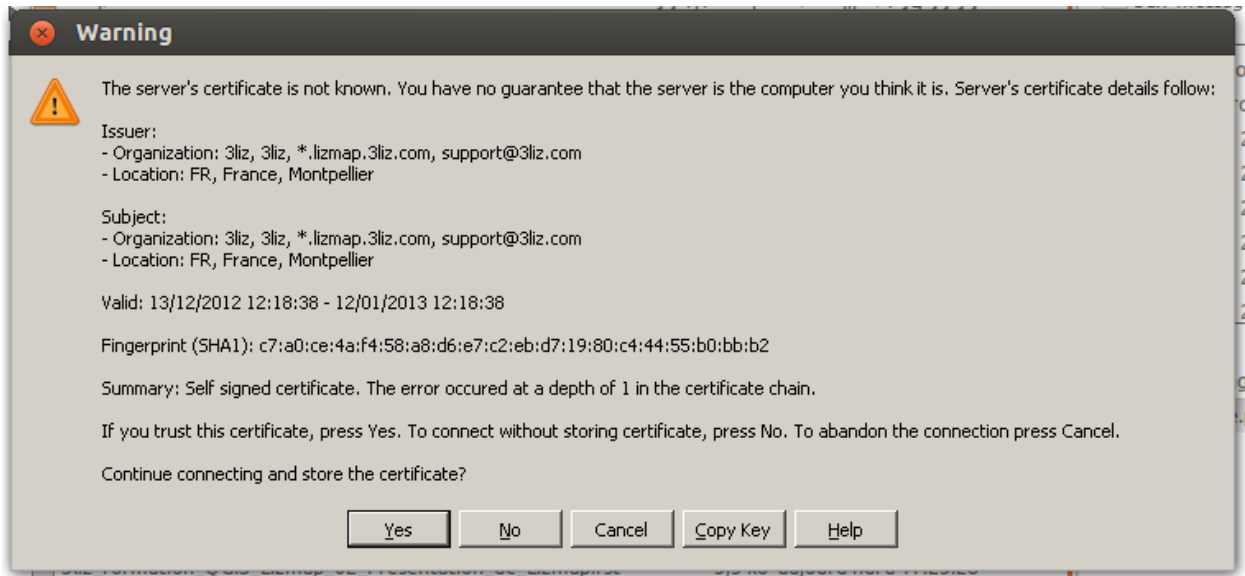 Warning
The server's certificate is not known. You have no guarantee that the server is the computer you think it is. Server's certificate details follow:
Issuer:
- Organization: 3liz, 3liz, *.lizmap.3liz.com, support@3liz.com
- Location: FR, France, Montpellier
Subject:
- Organization: 3liz, 3liz, *.lizmap.3liz.com, support@3liz.com
- Location: FR, France, Montpellier
Valid: 13/12/2012 12:18:38 - 12/01/2013 12:18:38
Fingerprint (SHA1): c7:a0:ce:4a:f4:58:a8:d6:e7:c2:eb:d7:19:80:c4:44:55:b0:bb:b2
Summary: Self signed certificate. The error occured at a depth of 1 in the certificate chain.
If you trust this certificate, press Yes. To connect without storing certificate, press No. To abandon the connection press Cancel.
Continue connecting and store the certificate?
Yes No Cancel Copy Key Help